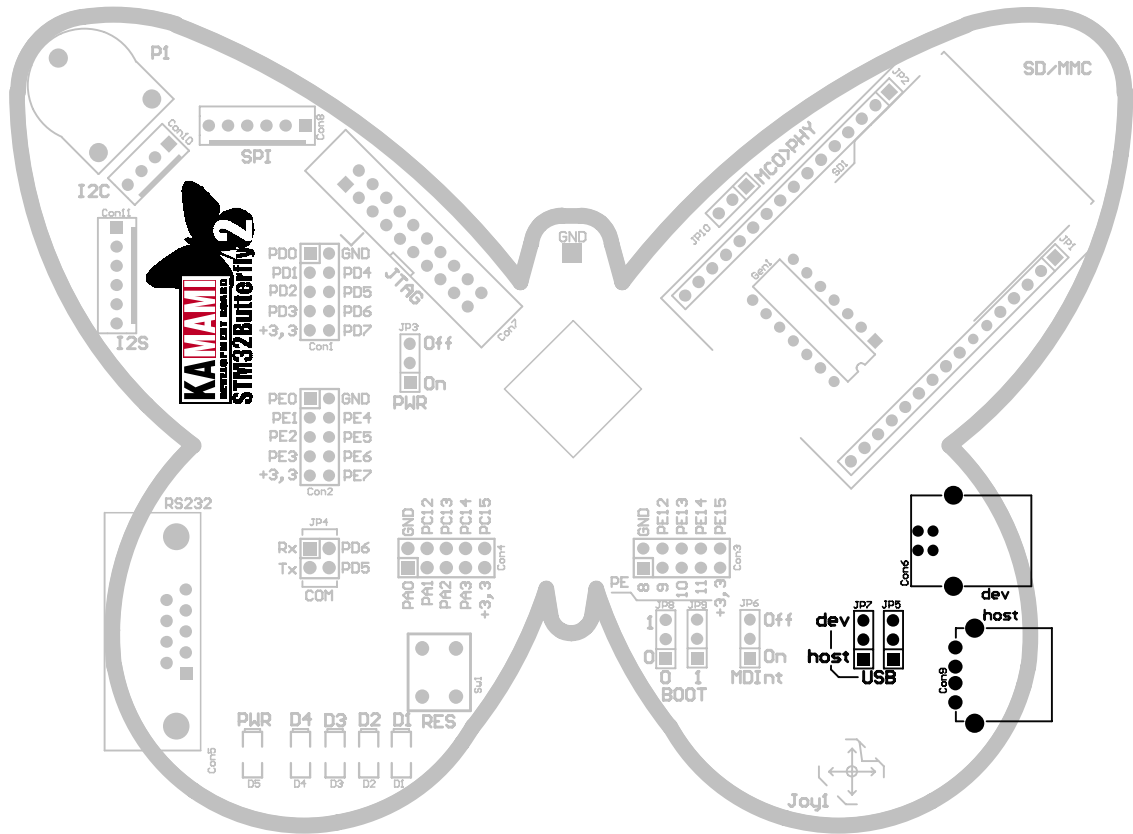 P1
SD/MMC
JP2
Con8
SPI
Con10
I2C
MCO>PHY
SD1
JP10
Con11
GND
JP1
Gen1
PD0 GND
PD1 PD4
PD2 PD5
PD3 PD6
+3,3 PD7
Con1
JTAG
Con7
I2S
KAMAMI
DEVELOPMENT BOARD
STM32Butterfly2
JP3
Off
On
PWR
PE0 GND
PE1 PE4
PE2 PE5
PE3 PE6
+3,3 PE7
Con2
RS232
JP4
Rx PD6
Tx PD5
COM
GND PC12 PC13 PC14 PC15
Con4
PA0 PA1 PA2 PA3 +3,3
GND PE12 PE13 PE14 PE15
Con3
PE 8 9 10 11 +3,3
Con6
dev
host
JP8 JP9 JP6
1
0
0 1
BOOT
Off
On
MDInt
JP7 JP5
dev
host
USB
Con9
Sw1
RES
Con5
PWR D4 D3 D2 D1
D5 D4 D3 D2 D1
Joy1